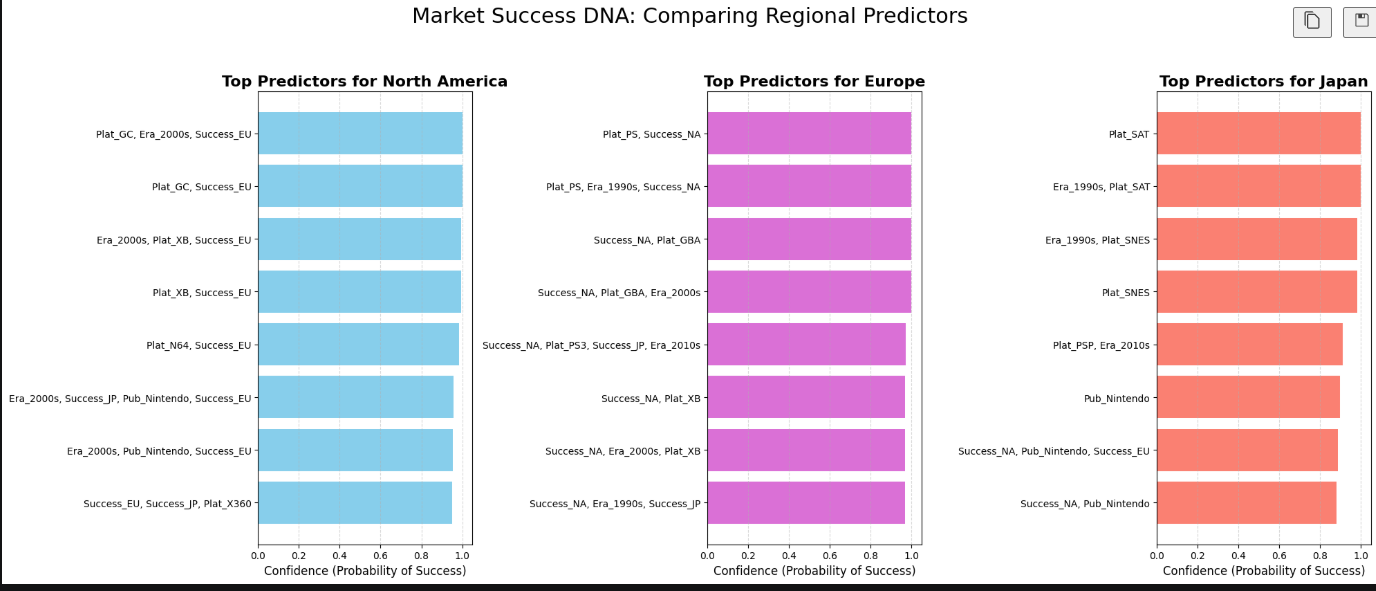 Market Success DNA: Comparing Regional Predictors
Top Predictors for North America
Plat_GC, Era_2000s, Success_EU
Plat_GC, Success_EU
Era_2000s, Plat_XB, Success_EU
Plat_XB, Success_EU
Plat_N64, Success_EU
Era_2000s, Success_JP, Pub_Nintendo, Success_EU
Era_2000s, Pub_Nintendo, Success_EU
Success_EU, Success_JP, Plat_X360
0.0 0.2 0.4 0.6 0.8 1.0
Confidence (Probability of Success)
Top Predictors for Europe
Plat_PS, Success_NA
Plat_PS, Era_1990s, Success_NA
Success_NA, Plat_GBA
Success_NA, Plat_GBA, Era_2000s
Success_NA, Plat_PS3, Success_JP, Era_2010s
Success_NA, Plat_XB
Success_NA, Era_2000s, Plat_XB
Success_NA, Era_1990s, Success_JP
0.0 0.2 0.4 0.6 0.8 1.0
Confidence (Probability of Success)
Top Predictors for Japan
Plat_SAT
Era_1990s, Plat_SAT
Era_1990s, Plat_SNES
Plat_SNES
Plat_PSP, Era_2010s
Pub_Nintendo
Success_NA, Pub_Nintendo, Success_EU
Success_NA, Pub_Nintendo
0.0 0.2 0.4 0.6 0.8 1.0
Confidence (Probability of Success)